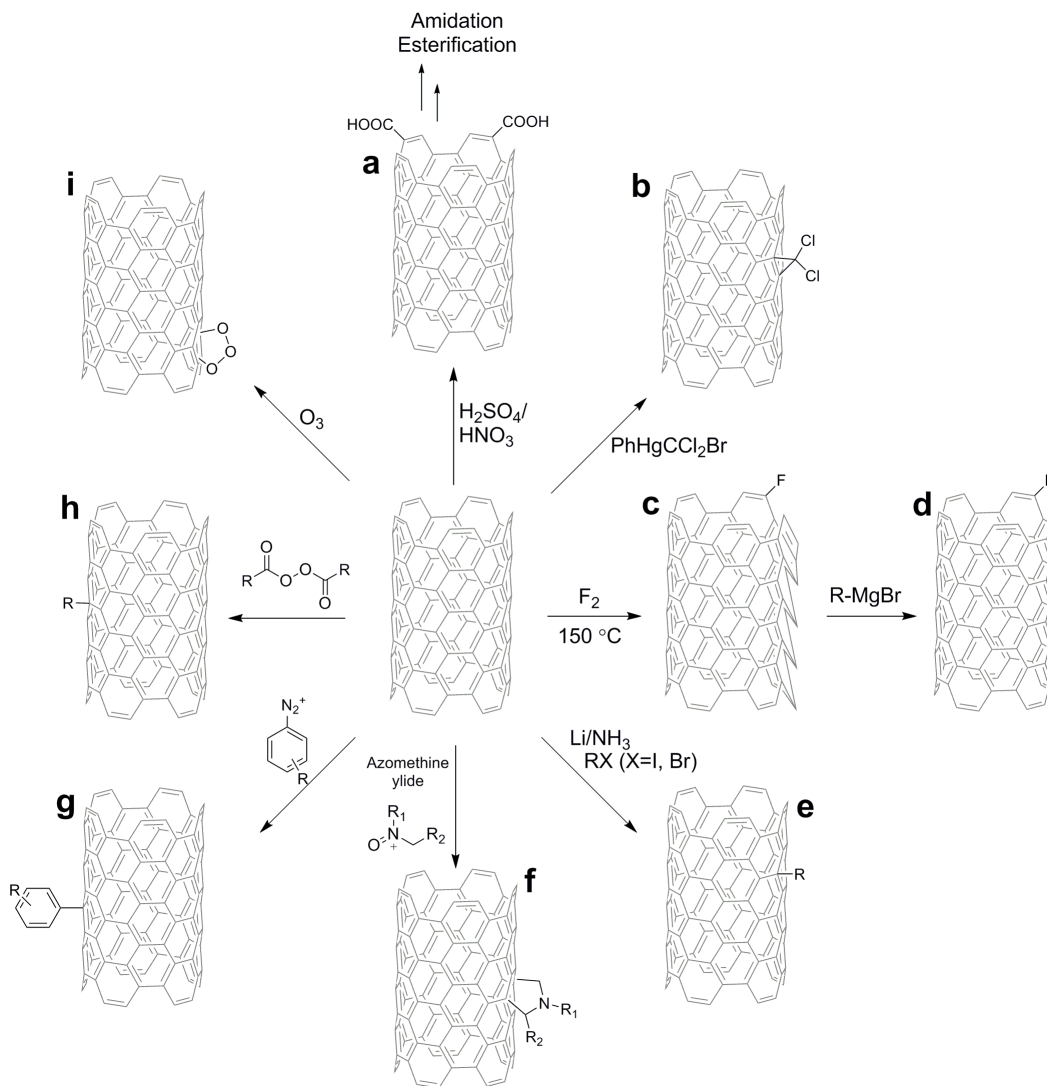 Amidation
Esterification
HOOC
COOH
a
i
b
Cl
Cl
O
O
O
O₃
H₂SO₄/
HNO₃
PhHgCCl₂Br
h
c
F
d
R
O
R
O
O
R
O
F₂
150 °C
R-MgBr
N₂⁺
R
Azomethine
ylide
R₁
O
N
+
R₂
Li/NH₃
RX (X=I, Br)
g
R
f
N
R₁
R₂
e
R